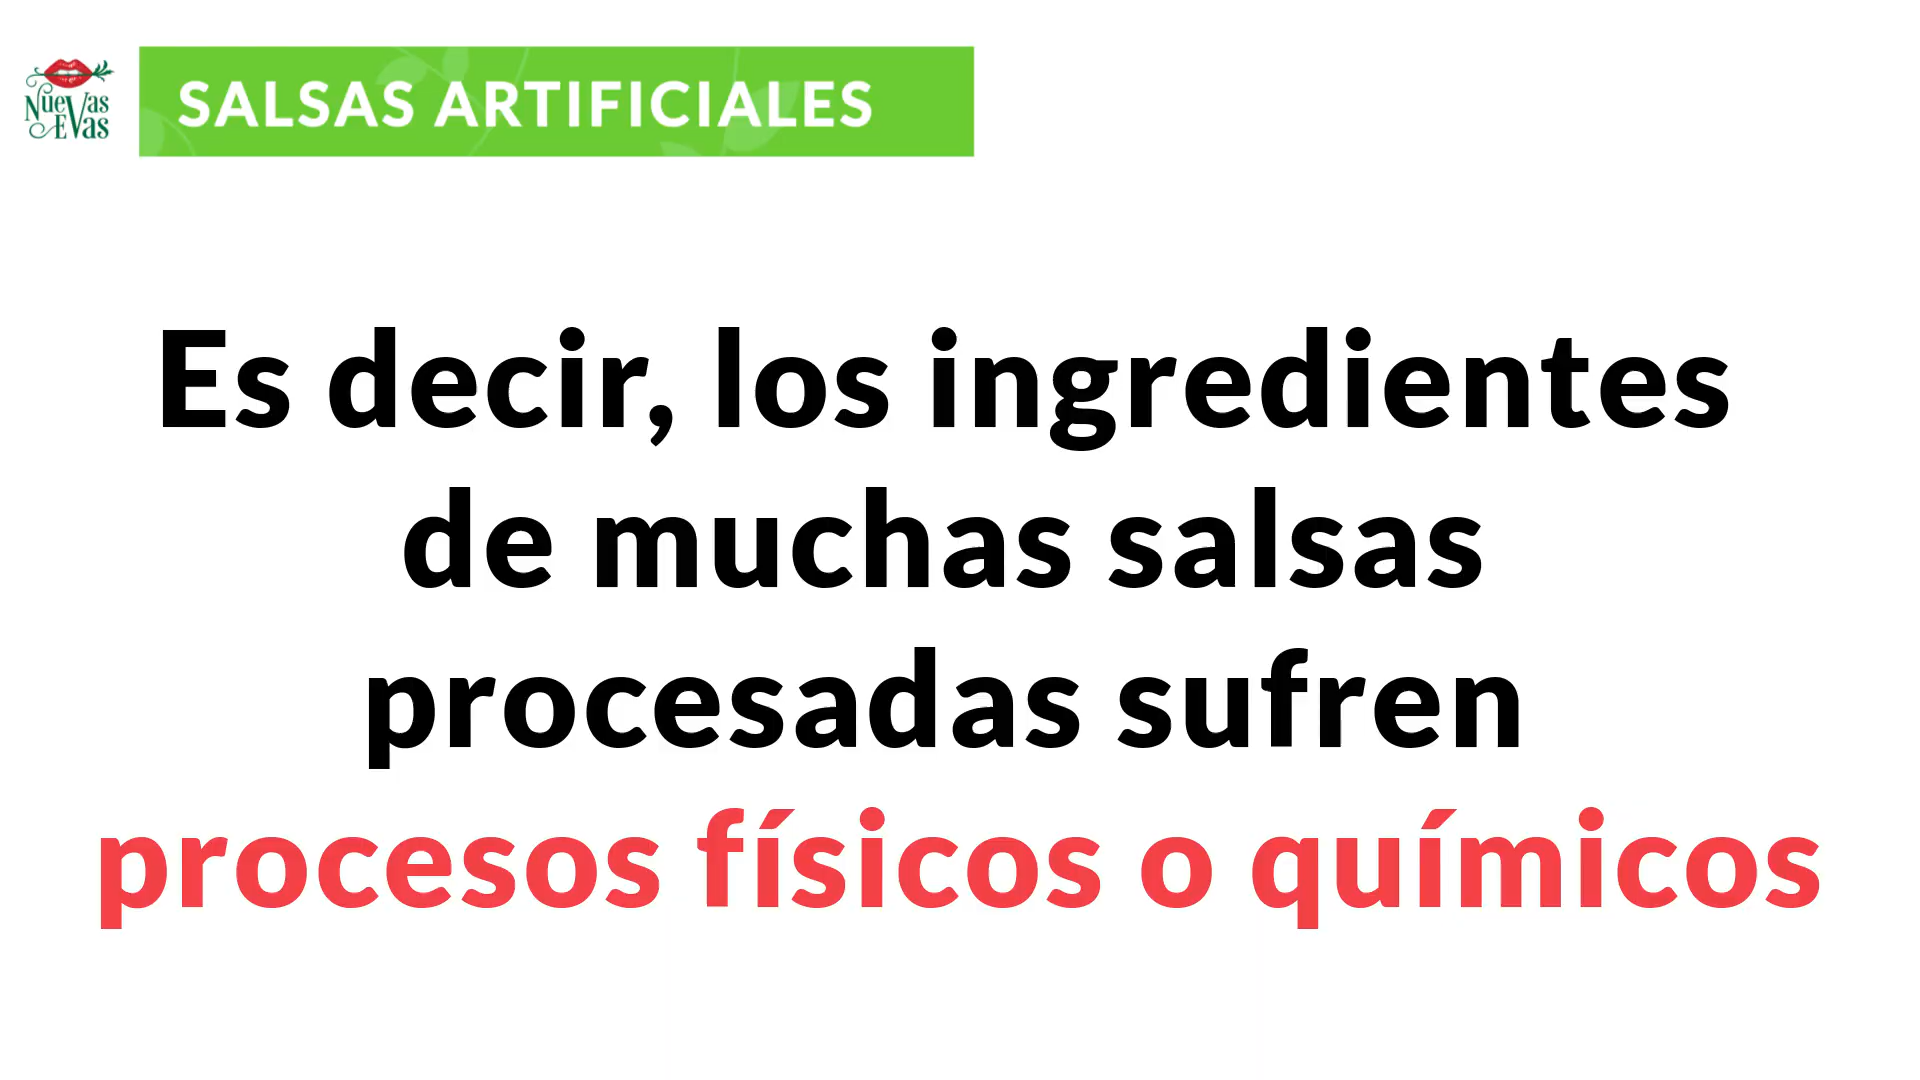 NUEVAS
EVAS
SALSAS ARTIFICIALES
Es decir, los ingredientes
de muchas salsas
procesadas sufren
procesos físicos o químicos